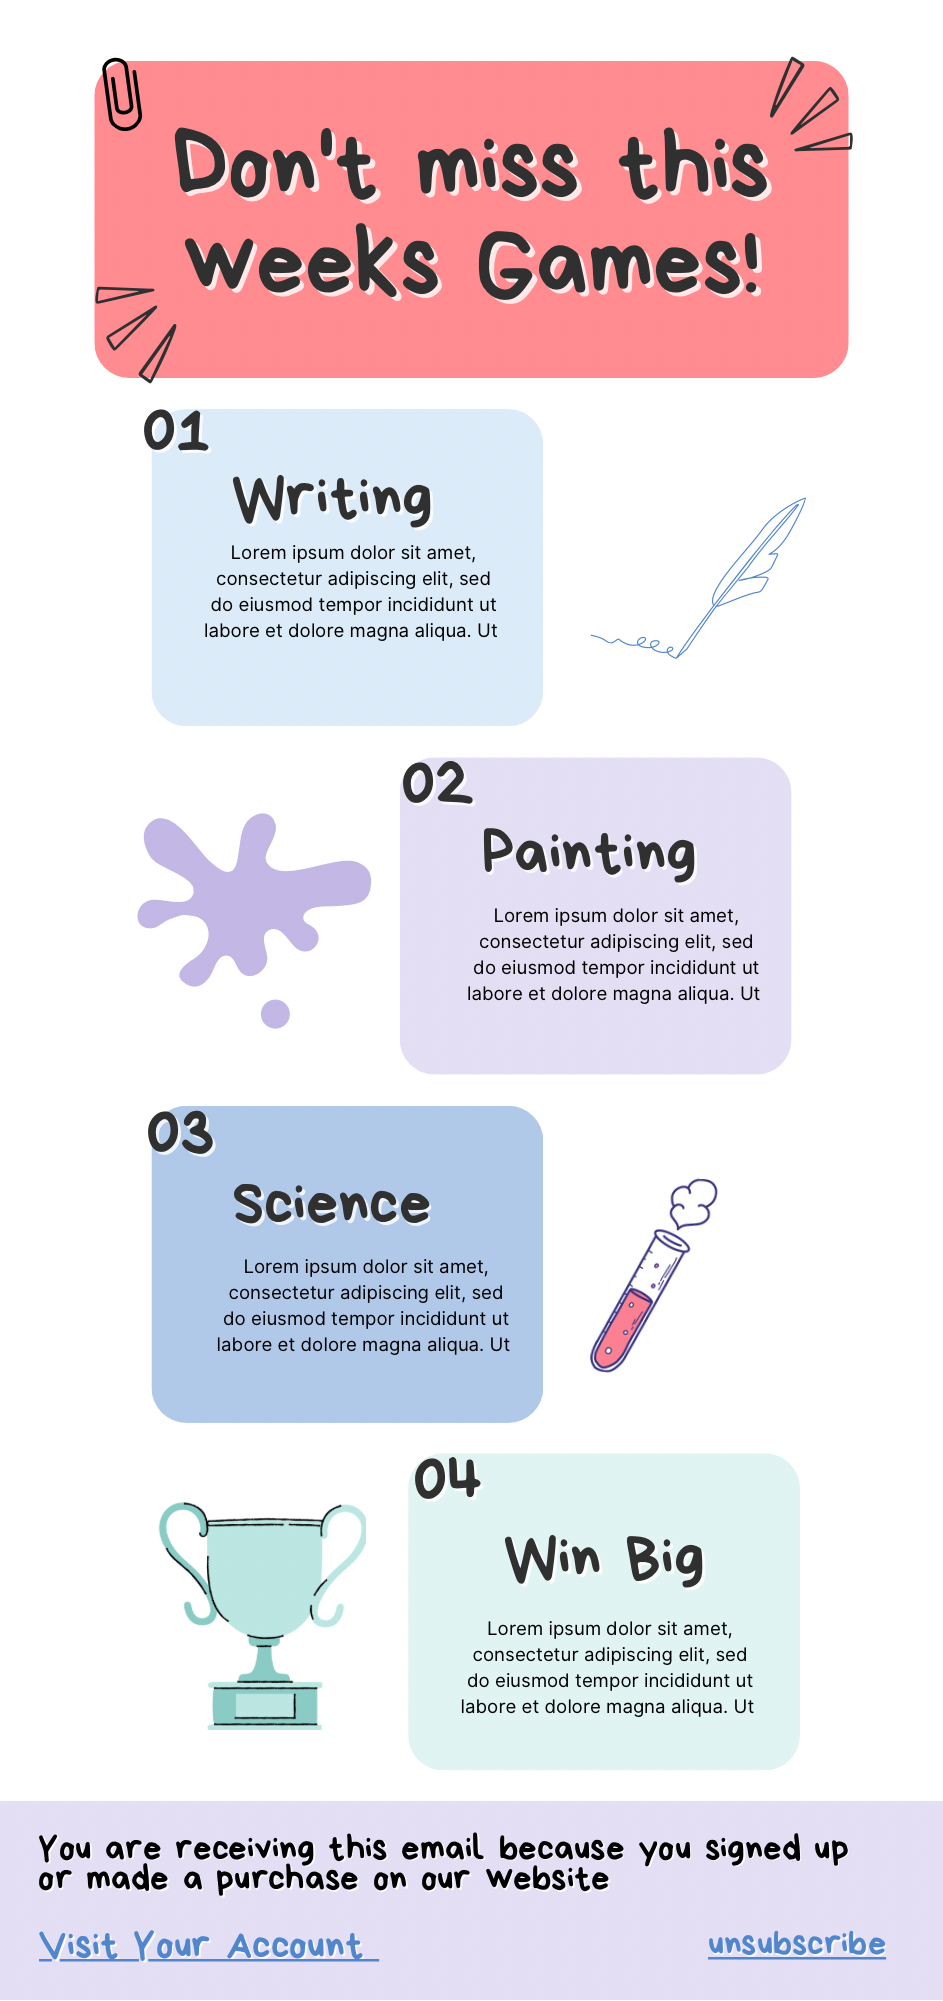 Don't miss this
weeks Games!
01
Writing
Lorem ipsum dolor sit amet,
consectetur adipiscing elit, sed
do eiusmod tempor incididunt ut
labore et dolore magna aliqua. Ut
02
Painting
Lorem ipsum dolor sit amet,
consectetur adipiscing elit, sed
do eiusmod tempor incididunt ut
labore et dolore magna aliqua. Ut
03
Science
Lorem ipsum dolor sit amet,
consectetur adipiscing elit, sed
do eiusmod tempor incididunt ut
labore et dolore magna aliqua. Ut
04
Win Big
Lorem ipsum dolor sit amet,
consectetur adipiscing elit, sed
do eiusmod tempor incididunt ut
labore et dolore magna aliqua. Ut
You are receiving this email because you signed up
or made a purchase on our website
Visit Your Account
unsubscribe